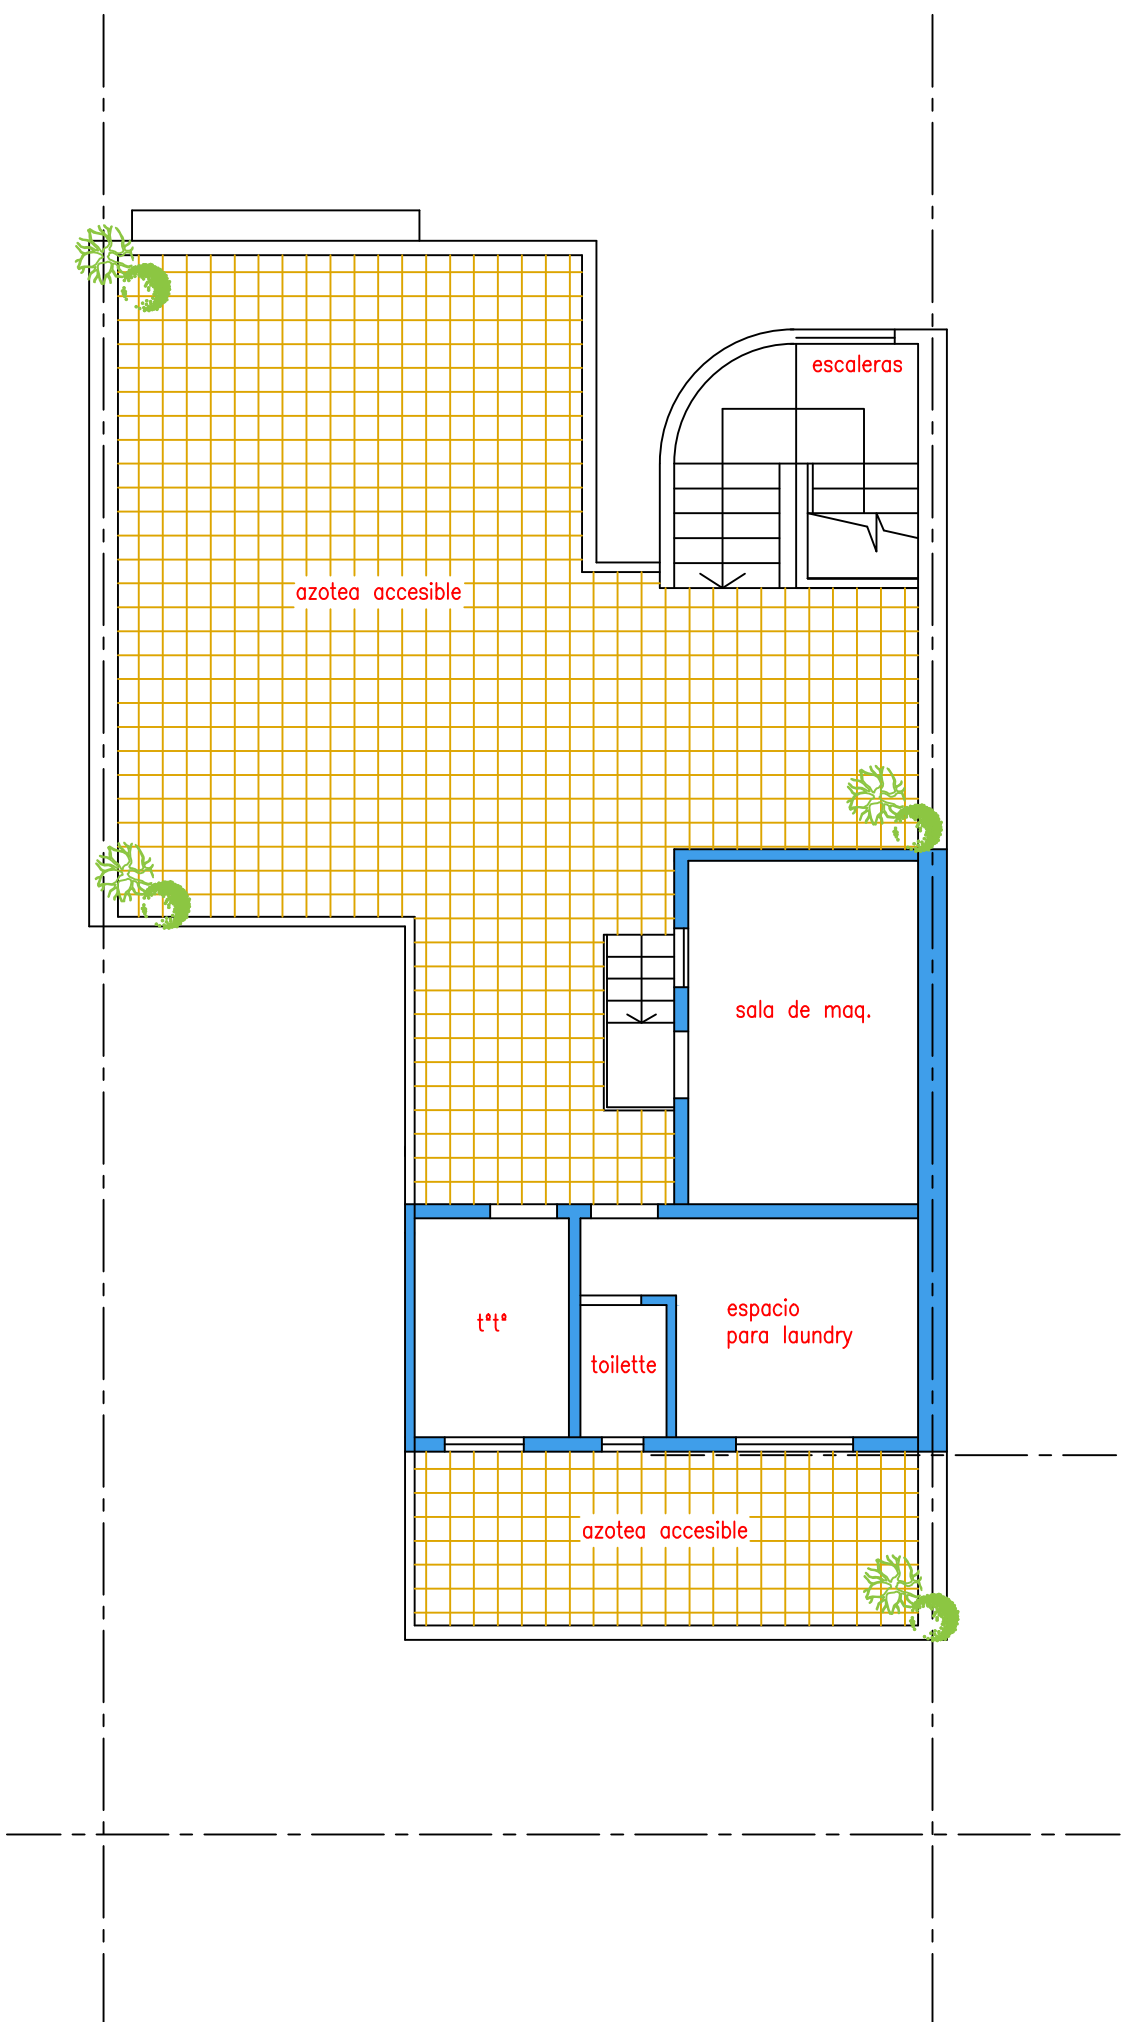 escaleras
azotea accesible
sala de maq.
espacio
para laundry
t°t°
toilette
azotea accesible